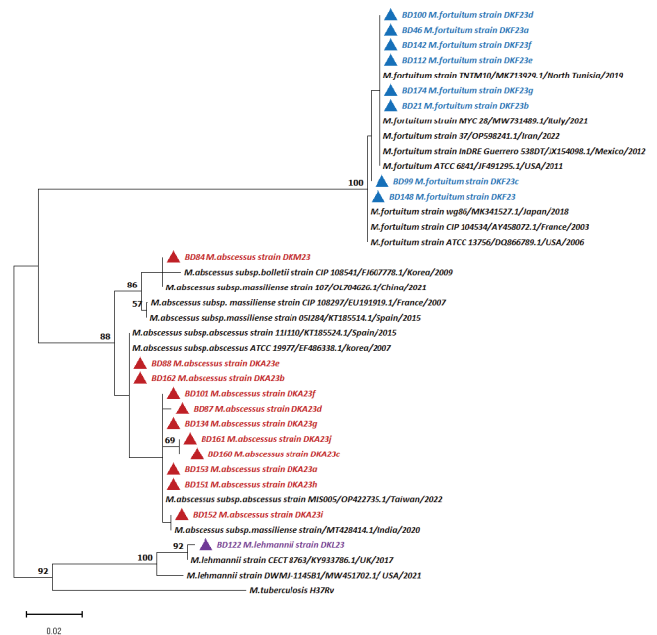 BD100 M.fortuitum strain DKF23d
BD46 M.fortuitum strain DKF23a
BD142 M.fortuitum strain DKF23f
BD112 M.fortuitum strain DKF23e
M.fortuitum strain TNTM10/MK713929.1/North Tunisia/2019
BD174 M.fortuitum strain DKF23g
BD21 M.fortuitum strain DKF23b
M.fortuitum strain MYC 28/MW731489.1/Italy/2021
M.fortuitum strain 37/OP598241.1/Iran/2022
M.fortuitum strain InDRE Guerrero 538DT/JX154098.1/Mexico/2012
M.fortuitum ATCC 6841/JF491295.1/USA/2011
BD99 M.fortuitum strain DKF23c
100
BD148 M.fortuitum strain DKF23
M.fortuitum strain wg86/MK341527.1/Japan/2018
M.fortuitum strain CIP 104534/AY458072.1/France/2003
M.fortuitum strain ATCC 13756/DQ866789.1/USA/2006
BD84 M.abscessus strain DKM23
M.abscessus subsp.bolletii strain CIP 108541/FJ607778.1/Korea/2009
86
M.abscessus subsp.massiliense strain 107/OL704626.1/China/2021
57
M.abscessus subsp. massiliense strain CIP 108297/EU191919.1/France/2007
M.abscessus subsp.massiliense strain 05I284/KT185514.1/Spain/2015
88
M.abscessus subsp.abscessus strain 11I110/KT185524.1/Spain/2015
M.abscessus subsp.abscessus ATCC 19977/EF486338.1/korea/2007
BD88 M.abscessus strain DKA23e
BD162 M.abscessus strain DKA23b
BD101 M.abscessus strain DKA23f
BD87 M.abscessus strain DKA23d
BD134 M.abscessus strain DKA23g
69
BD161 M.abscessus strain DKA23j
BD160 M.abscessus strain DKA23c
BD153 M.abscessus strain DKA23a
BD151 M.abscessus strain DKA23h
M.abscessus subsp.abscessus strain MIS005/OP422735.1/Taiwan/2022
BD152 M.abscessus strain DKA23i
M.abscessus subsp.massiliense strain/MT428414.1/India/2020
92
BD122 M.lehmannii strain DKL23
100
M.lehmannii strain CECT 8763/KY933786.1/UK/2017
92
M.lehmannii strain DWMJ-1145B1/MW451702.1/ USA/2021
M.tuberculosis H37Rv
0.02